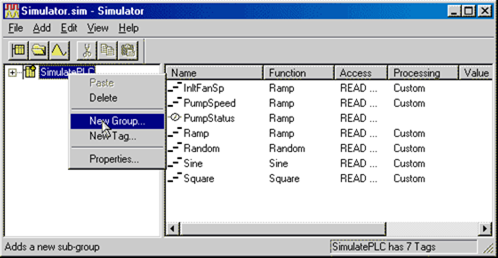 Simulator.sim - Simulator
File Add Edit View Help
SimulatePLC
Paste
Delete
New Group...
New Tag...
Properties...
Name Function Access Processing Value
InltFanSp Ramp READ ... Custom
PumpSpeed Ramp READ ... Custom
PumpStatus READ ...
Ramp Ramp READ ... Custom
Random Random READ ... Custom
Sine Sine READ ... Custom
Square Square READ ... Custom
Adds a new sub-group
SimulatePLC has 7 Tags